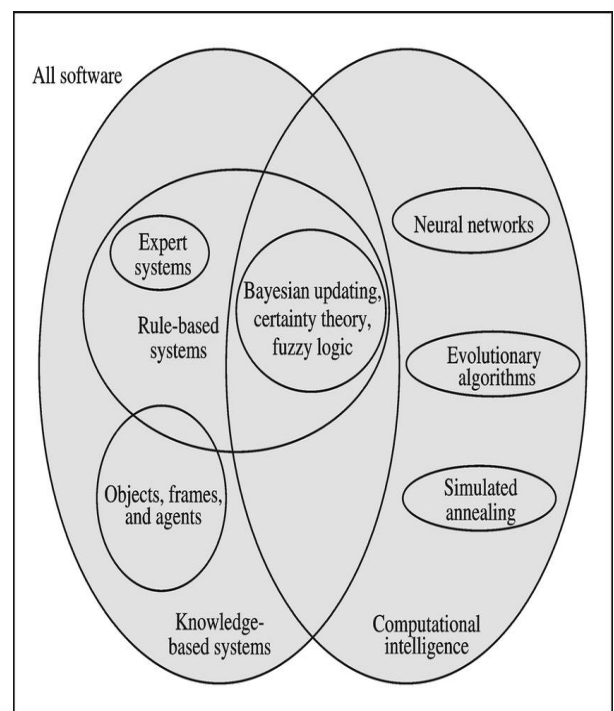 All software
Expert
systems
Rule-based
systems
Bayesian updating,
certainty theory,
fuzzy logic
Objects, frames,
and agents
Knowledge-
based systems
Neural networks
Evolutionary
algorithms
Simulated
annealing
Computational
intelligence